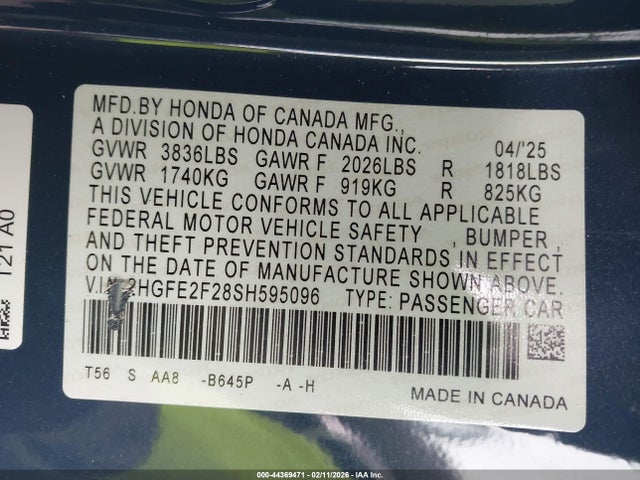 MFD.BY HONDA OF CANADA MFG.,
A DIVISION OF HONDA CANADA INC. 04/'25
GVWR 3836LBS GAWR F 2026LBS R 1818LBS
GVWR 1740KG GAWR F 919KG R 825KG
THIS VEHICLE CONFORMS TO ALL APPLICABLE
FEDERAL MOTOR VEHICLE SAFETY , BUMPER ,
AND THEFT PREVENTION STANDARDS IN EFFECT
ON THE DATE OF MANUFACTURE SHOWN ABOVE.
2HGFE2F28SH595096 TYPE: PASSENGER CAR
T56 S AA8 -B645P -A -H
MADE IN CANADA
T21 A0
000-44369471 - 02/11/2026 - IAA Inc.